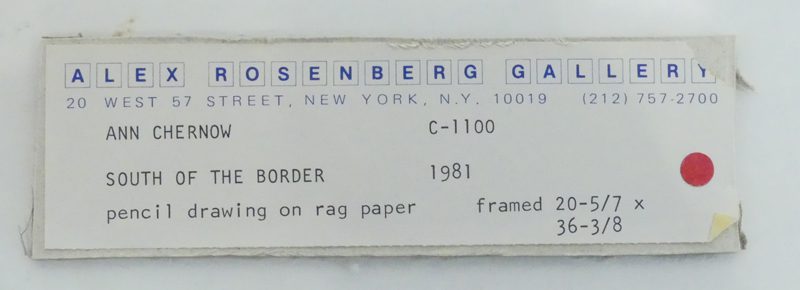 ALEX ROSENBERG GALLERY
20 WEST 57 STREET, NEW YORK, N.Y. 10019 (212) 757-2700
ANN CHERNOW C-1100
SOUTH OF THE BORDER 1981
pencil drawing on rag paper framed 20-5/7 x
36-3/8